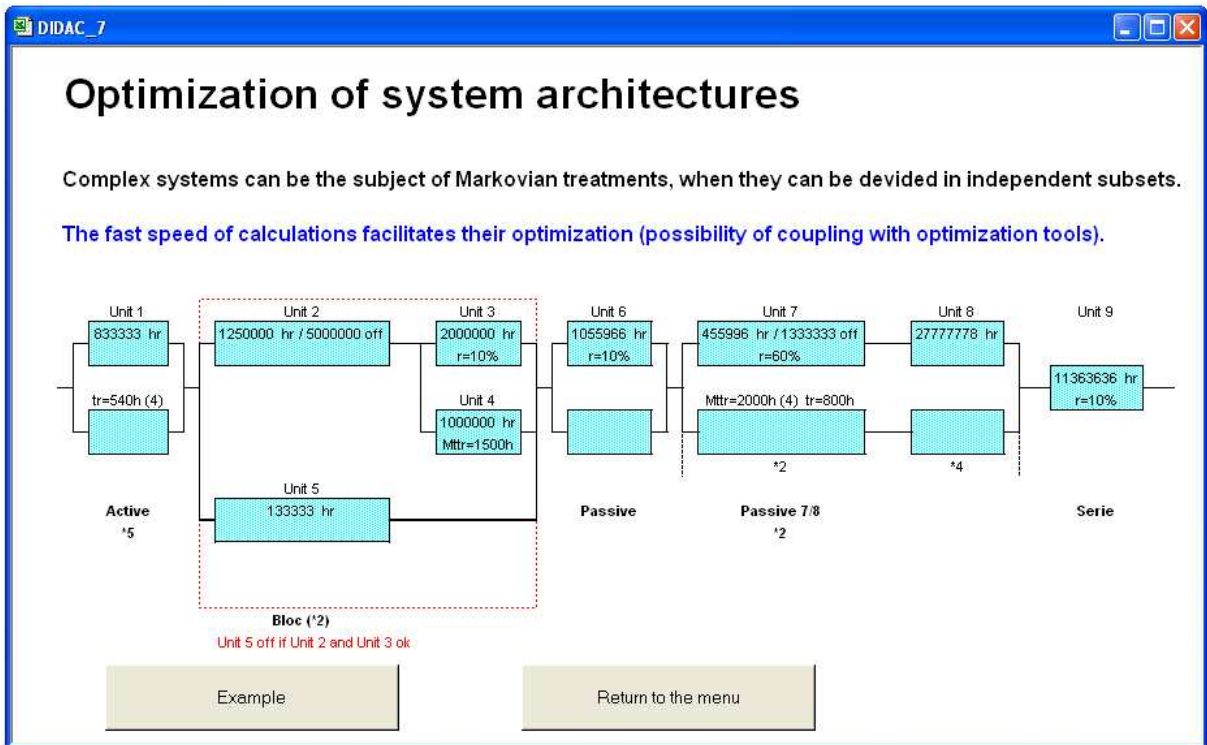 DIDAC_7
Optimization of system architectures
Complex systems can be the subject of Markovian treatments, when they can be devided in independent subsets.
The fast speed of calculations facilitates their optimization (possibility of coupling with optimization tools).
Unit 1
Unit 2
Unit 3
Unit 6
Unit 7
Unit 8
Unit 9
833333 hr
1250000 hr / 5000000 off
2000000 hr
r=10%
1055966 hr
r=10%
455996 hr / 1333333 off
r=60%
27777778 hr
11363636 hr
r=10%
tr=540h (4)
Unit 4
1000000 hr
Mttr=1500h
Mttr=2000h (4) tr=800h
*2
*4
Unit 5
133333 hr
Active
*5
Passive
Passive 7/8
*2
Serie
Bloc (*2)
Unit 5 off if Unit 2 and Unit 3 ok
Example
Return to the menu